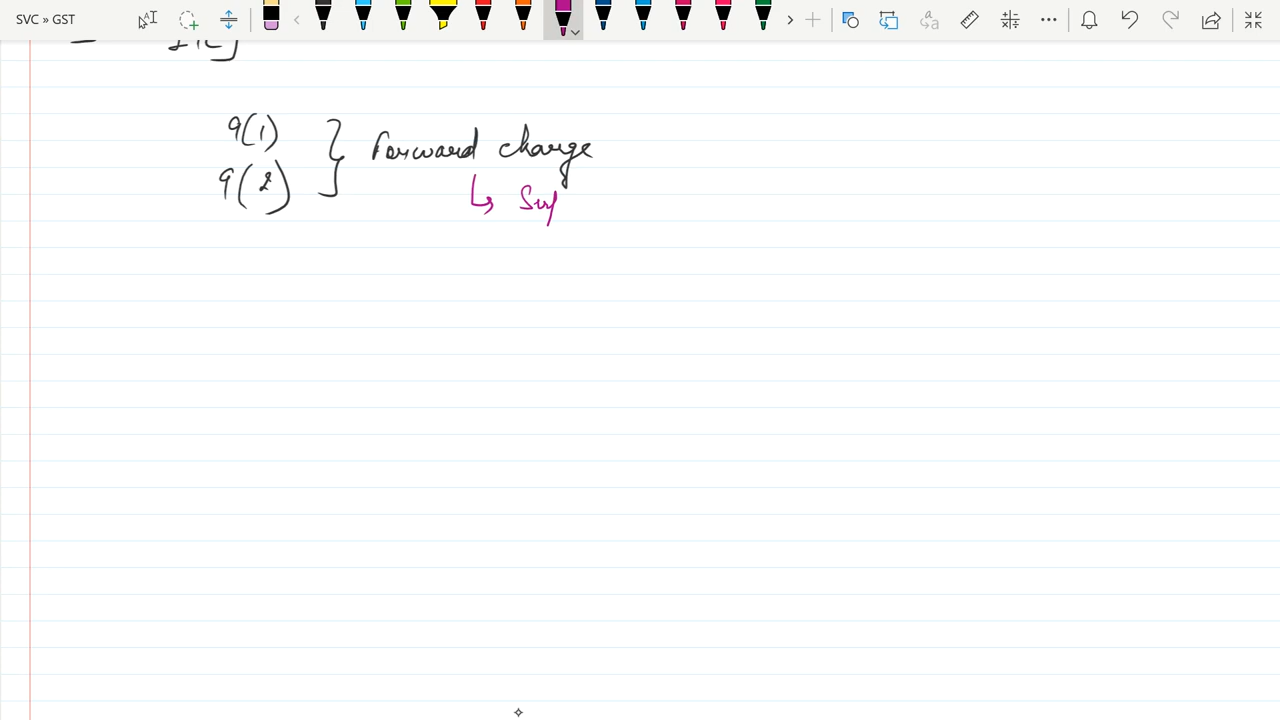 SVC » GST
9(1) } Forward charge
9(2)
↳ Sup